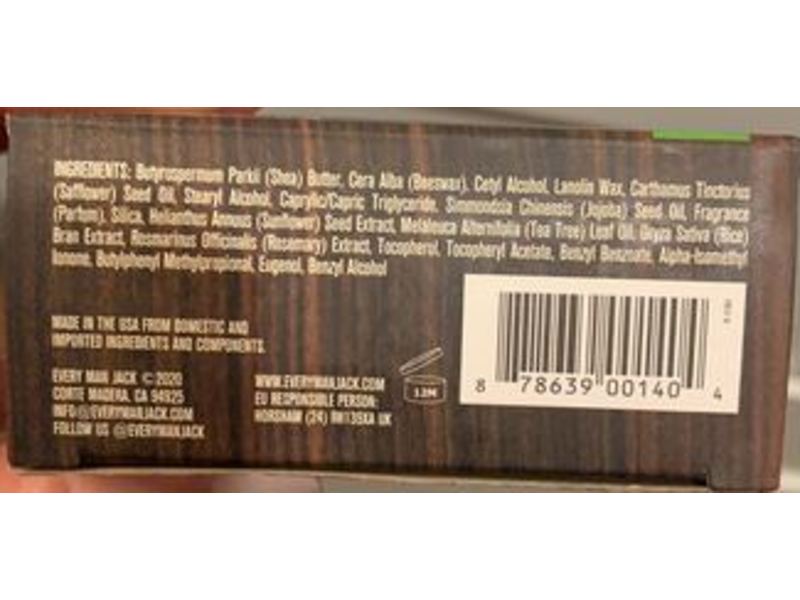 INGREDIENTS: Butyrospermum Parkii (Shea) Butter, Cera Alba (Beeswax), Cetyl Alcohol, Lanolin Wax, Carthamus Tinctorius
(Safflower) Seed Oil, Stearyl Alcohol, Caprylic/Capric Triglyceride, Simmondsia Chinensis (Jojoba) Seed Oil, Fragrance
(Parfum), Silica, Helianthus Annuus (Sunflower) Seed Extract, Melaleuca Alternifolia (Tea Tree) Leaf Oil, Oryza Sativa (Rice)
Bran Extract, Rosmarinus Officinalis (Rosemary) Extract, Tocopherol, Tocopheryl Acetate, Benzyl Benzoate, Alpha-Isomethyl
Ionone, Butylphenyl Methylpropional, Eugenol, Benzyl Alcohol
MADE IN THE USA FROM DOMESTIC AND
IMPORTED INGREDIENTS AND COMPONENTS.
EVERY MAN JACK © 2020
CORTE MADERA, CA 94925
INFO@EVERYMANJACK.COM
FOLLOW US @EVERYMANJACK
WWW.EVERYMANJACK.COM
EU RESPONSIBLE PERSON:
HORSHAM (24) RH139XA UK
12M
8 78639 00140 4